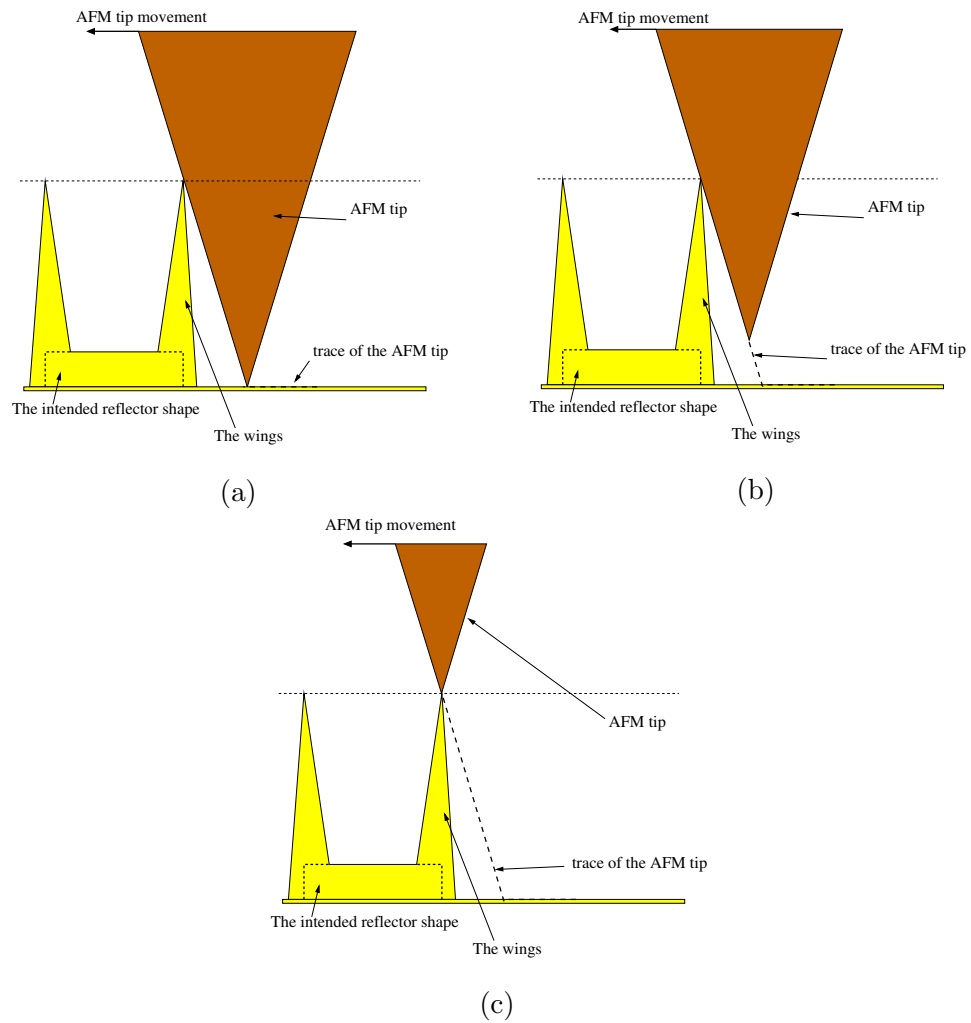 AFM tip movement
AFM tip
trace of the AFM tip
The intended reflector shape
The wings
(a)
AFM tip movement
AFM tip
trace of the AFM tip
The intended reflector shape
The wings
(b)
AFM tip movement
AFM tip
trace of the AFM tip
The intended reflector shape
The wings
(c)